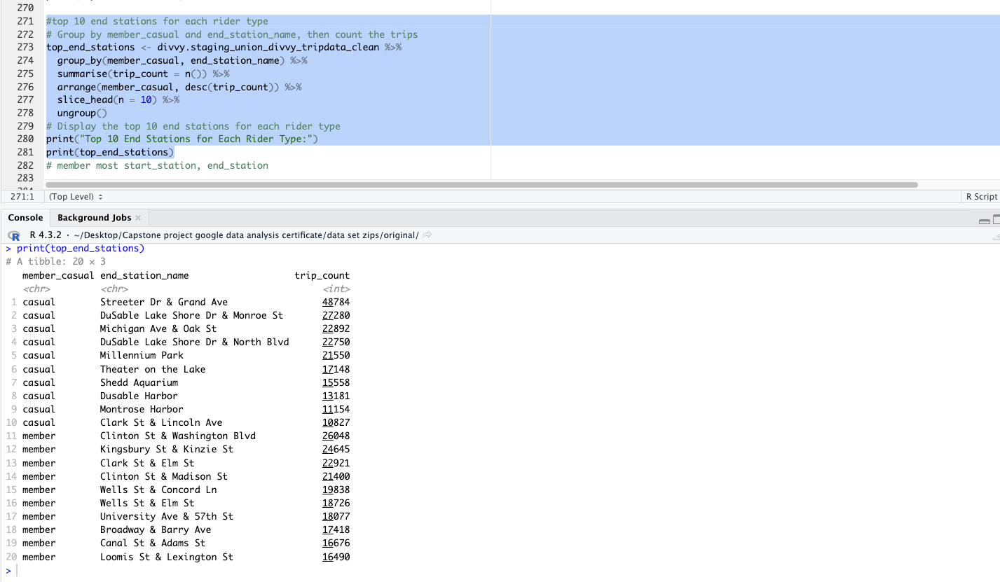 270
271 #top 10 end stations for each rider type
272 # Group by member_casual and end_station_name, then count the trips
273 top_end_stations <- divvy.staging_union_divvy_tripdata_clean %>%
274   group_by(member_casual, end_station_name) %>%
275   summarise(trip_count = n()) %>%
276   arrange(member_casual, desc(trip_count)) %>%
277   slice_head(n = 10) %>%
278   ungroup()
279 # Display the top 10 end stations for each rider type
280 print("Top 10 End Stations for Each Rider Type:")
281 print(top_end_stations)
282 # member most start_station, end_station
283
271:1 (Top Level) R Script
Console Background Jobs
R 4.3.2 · ~/Desktop/Capstone project google data analysis certificate/data set zips/original/
> print(top_end_stations)
# A tibble: 20 × 3
member_casual end_station_name trip_count
<chr> <chr> <int>
1 casual Streeter Dr & Grand Ave 48784
2 casual DuSable Lake Shore Dr & Monroe St 27280
3 casual Michigan Ave & Oak St 22892
4 casual DuSable Lake Shore Dr & North Blvd 22750
5 casual Millennium Park 21550
6 casual Theater on the Lake 17148
7 casual Shedd Aquarium 15558
8 casual Dusable Harbor 13181
9 casual Montrose Harbor 11154
10 casual Clark St & Lincoln Ave 10827
11 member Clinton St & Washington Blvd 26048
12 member Kingsbury St & Kinzie St 24645
13 member Clark St & Elm St 22921
14 member Clinton St & Madison St 21400
15 member Wells St & Concord Ln 19838
16 member Wells St & Elm St 18726
17 member University Ave & 57th St 18077
18 member Broadway & Barry Ave 17418
19 member Canal St & Adams St 16676
20 member Loomis St & Lexington St 16490
>